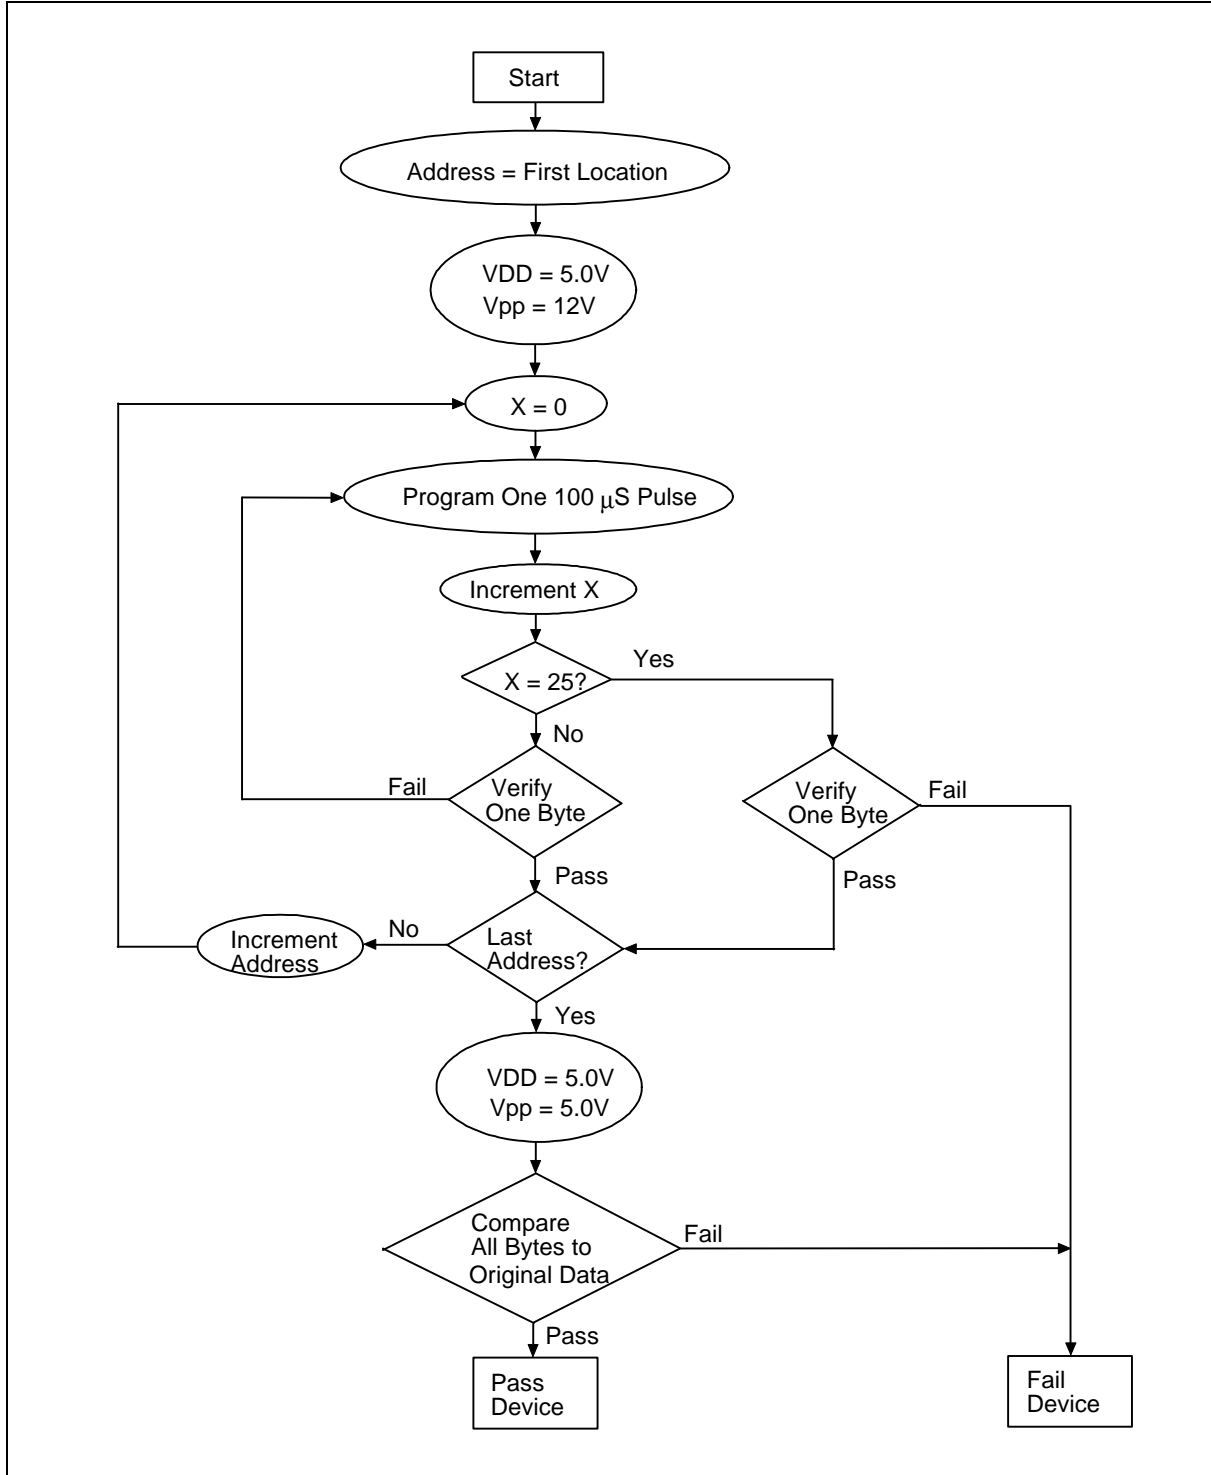 Start
Address = First Location
VDD = 5.0V
Vpp = 12V
X = 0
Program One 100 μS Pulse
Increment X
X = 25?
Yes
No
Fail
Verify
One Byte
Verify
One Byte
Fail
Pass
Pass
Increment
Address
No
Last
Address?
Yes
VDD = 5.0V
Vpp = 5.0V
Compare
All Bytes to
Original Data
Fail
Pass
Pass
Device
Fail
Device